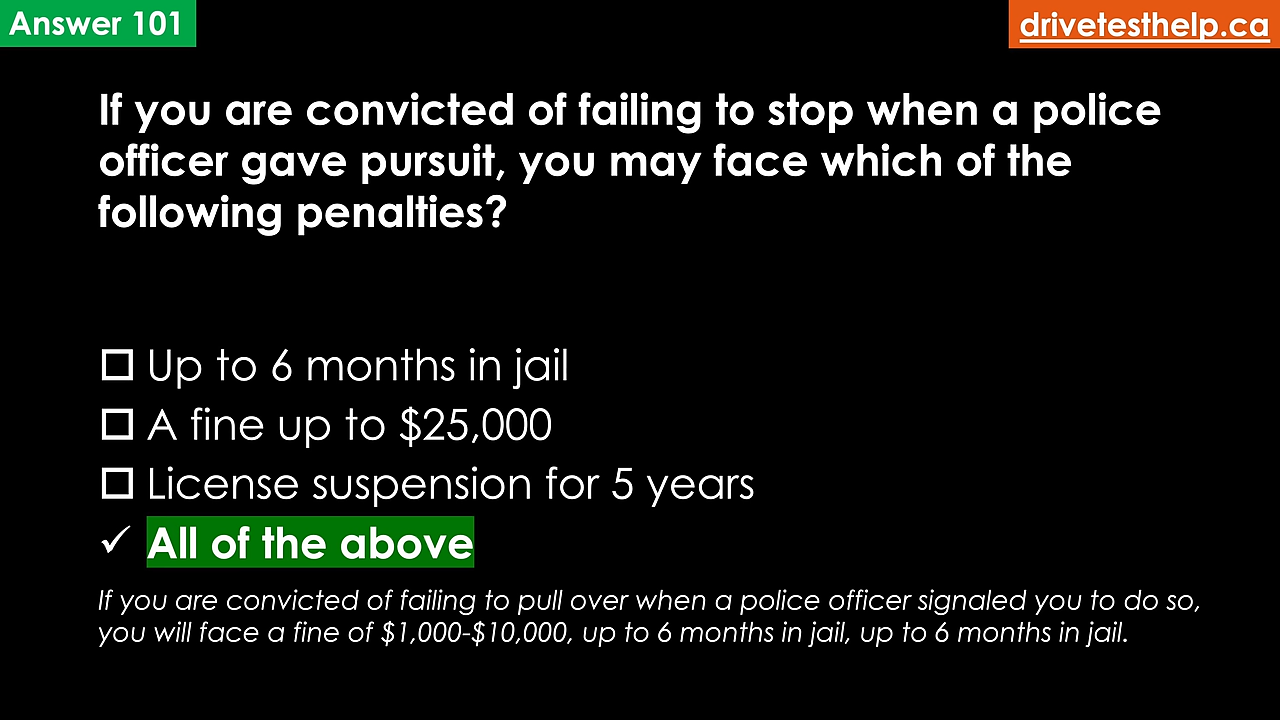 Answer 101
drivetesthelp.ca
If you are convicted of failing to stop when a police
officer gave pursuit, you may face which of the
following penalties?
Up to 6 months in jail
A fine up to $25,000
License suspension for 5 years
All of the above
If you are convicted of failing to pull over when a police officer signaled you to do so,
you will face a fine of $1,000-$10,000, up to 6 months in jail, up to 6 months in jail.